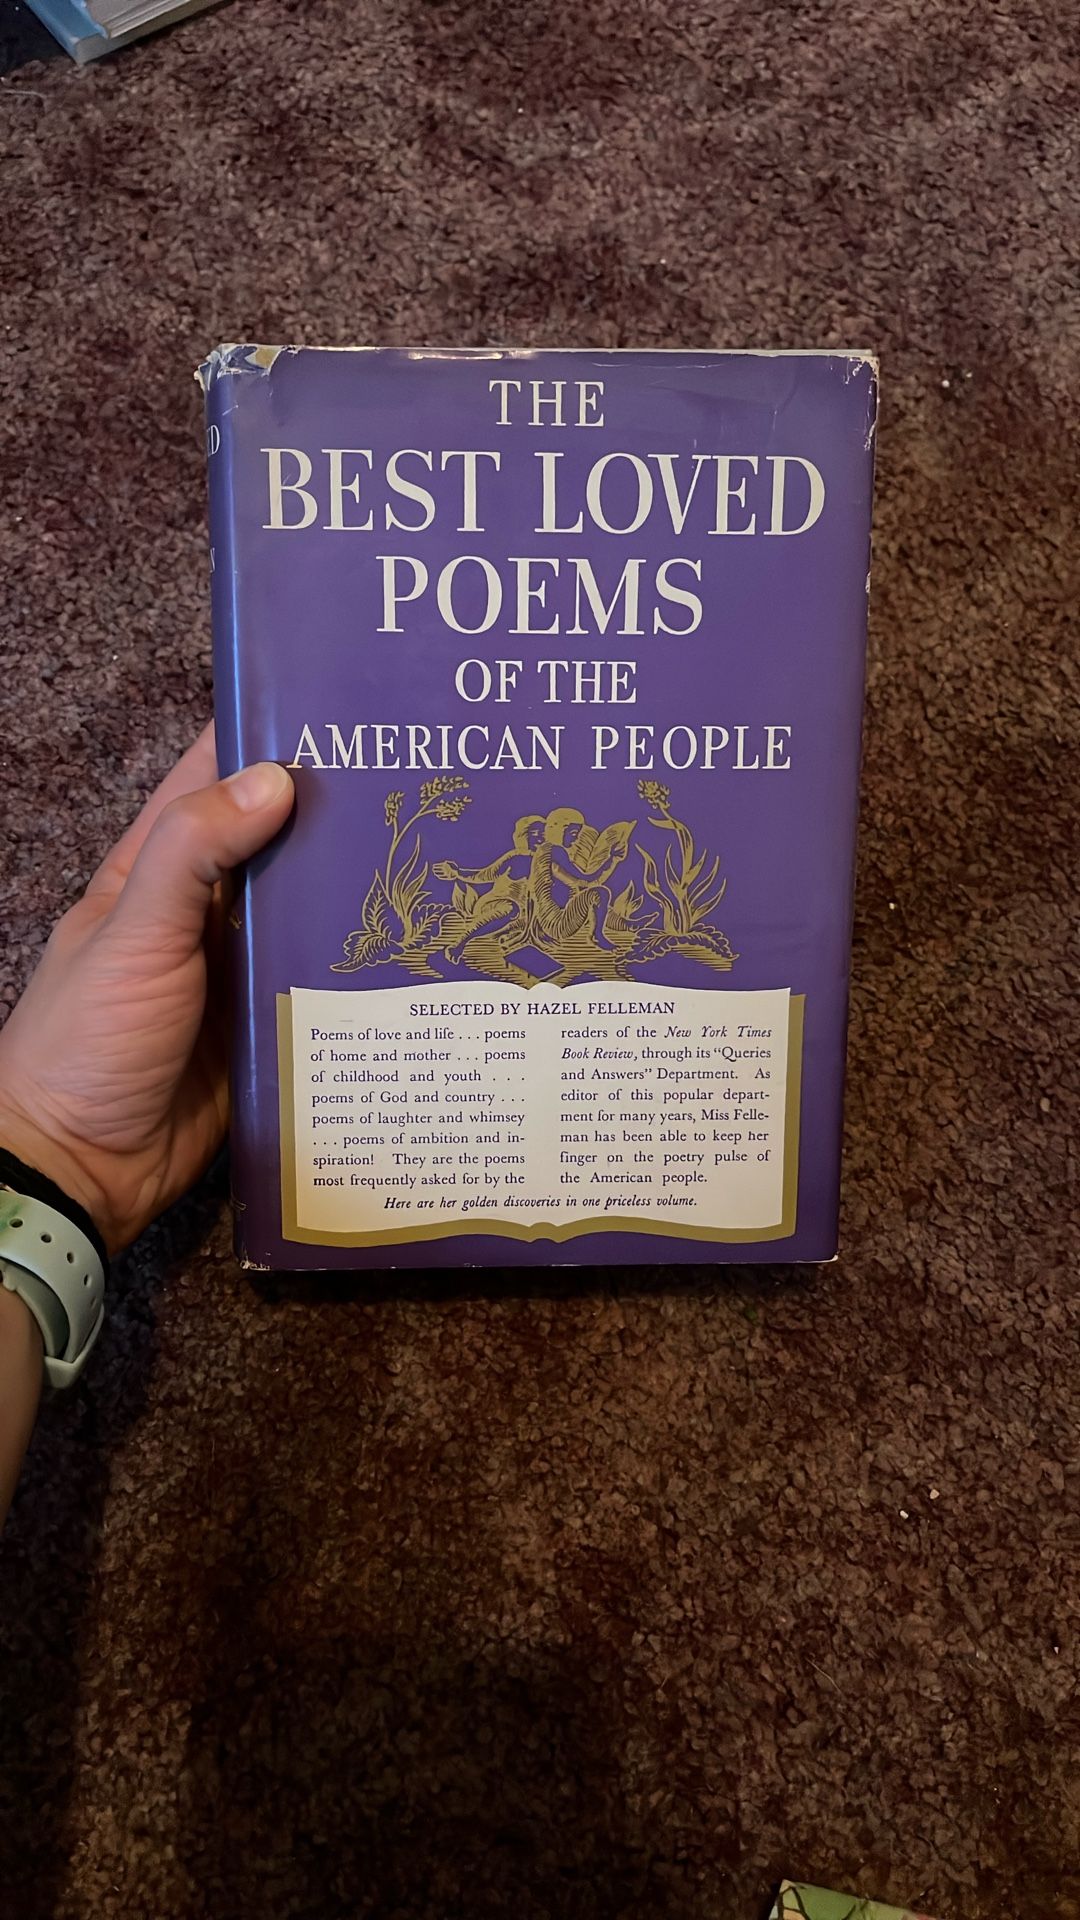 THE
BEST LOVED
POEMS
OF THE
AMERICAN PEOPLE
SELECTED BY HAZEL FELLEMAN
Poems of love and life . . . poems
of home and mother . . . poems
of childhood and youth . . .
poems of God and country . . .
poems of laughter and whimsey
. . . poems of ambition and in-
spiration! They are the poems
most frequently asked for by the
readers of the New York Times
Book Review, through its "Queries
and Answers" Department. As
editor of this popular depart-
ment for many years, Miss Felle-
man has been able to keep her
finger on the poetry pulse of
the American people.
Here are her golden discoveries in one priceless volume.